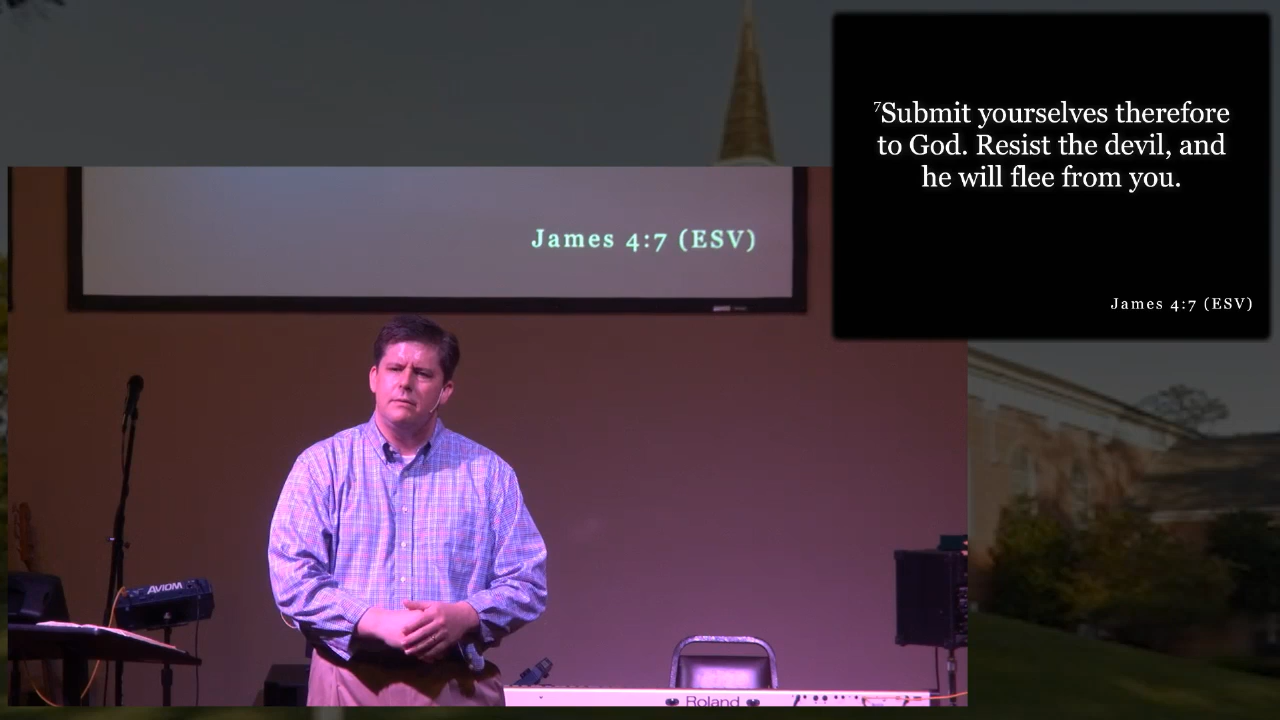 ⁷Submit yourselves therefore
to God. Resist the devil, and
he will flee from you.
James 4:7 (ESV)
James 4:7 (ESV)
AVIOM
Roland